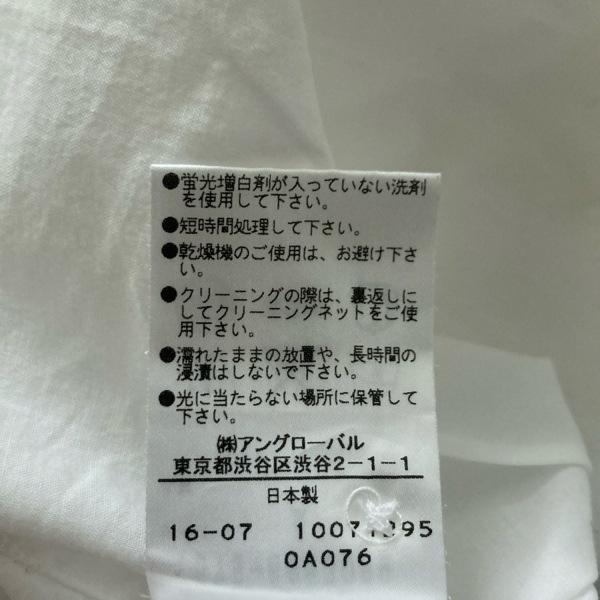 ●蛍光増白剤が入っていない洗剤
を使用して下さい。
●短時間処理して下さい。
●乾燥機のご使用は、お避け下さ
い。
●クリーニングの際は、裏返しに
してクリーニングネットをご使
用下さい。
●濡れたままの放置や、長時間の
浸漬はしないで下さい。
●光に当たらない場所に保管して
下さい。
㈱アングローバル
東京都渋谷区渋谷2-1-1
日本製
16-07
0A076